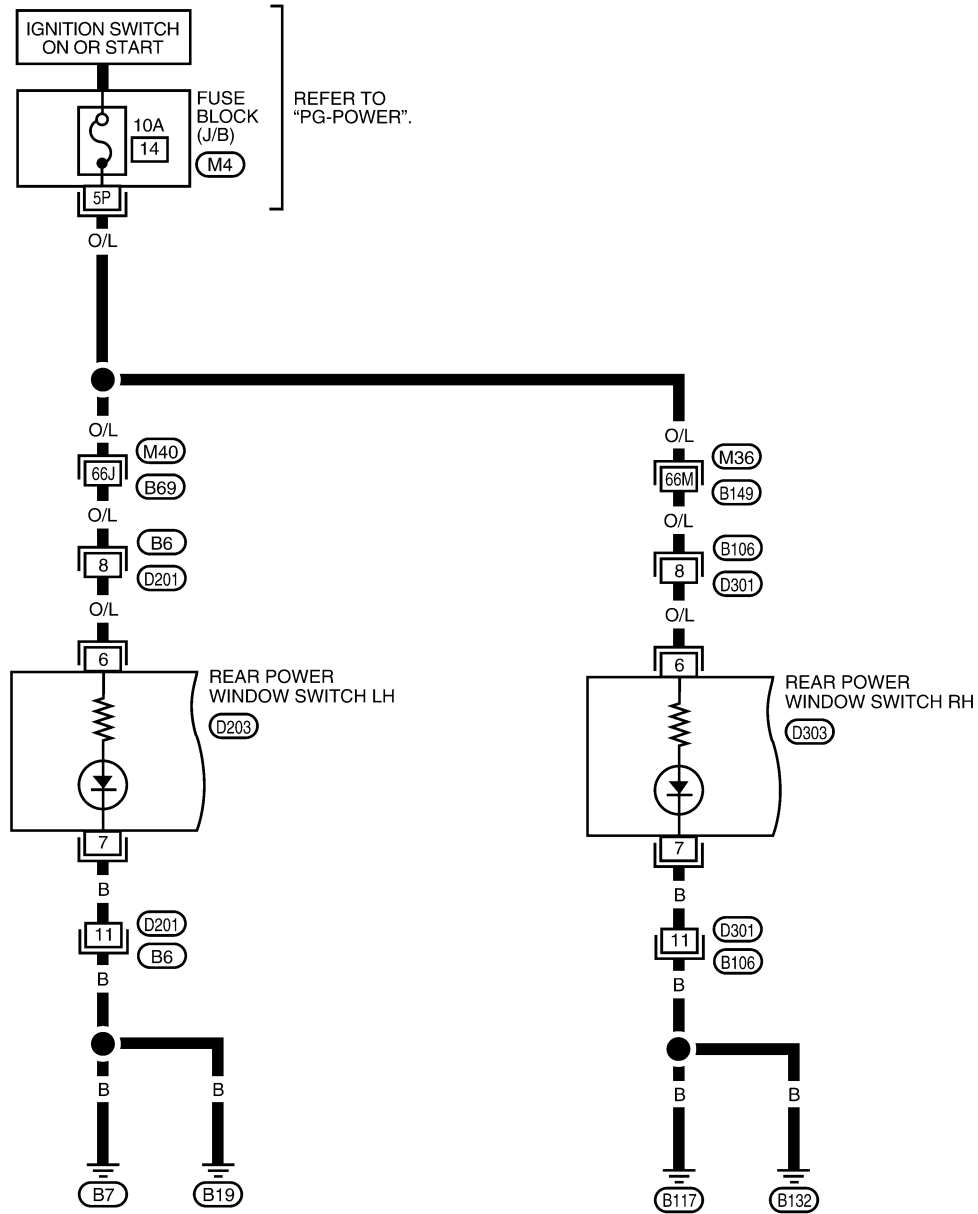 IGNITION SWITCH
ON OR START
FUSE
BLOCK
(J/B)
M4
10A
14
REFER TO
“PG-POWER”.
5P
O/L
O/L
M40
66J
B69
O/L
B6
8
D201
O/L
6
REAR POWER
WINDOW SWITCH LH
D203
7
B
D201
11
B6
B
B
B
B7
B19
O/L
M36
66M
B149
O/L
B106
8
D301
O/L
6
REAR POWER
WINDOW SWITCH RH
D303
7
B
D301
11
B106
B
B
B
B117
B132